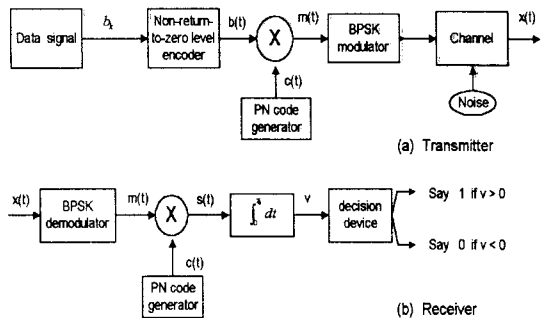 Data signal
b_k
Non-return-
to-zero level
encoder
b(t)
X
m(t)
BPSK
modulator
Channel
x(t)
c(t)
PN code
generator
Noise
(a) Transmitter
x(t)
BPSK
demodulator
m(t)
X
s(t)
∫ dt
v
decision
device
Say 1 if v > 0
Say 0 if v < 0
c(t)
PN code
generator
(b) Receiver